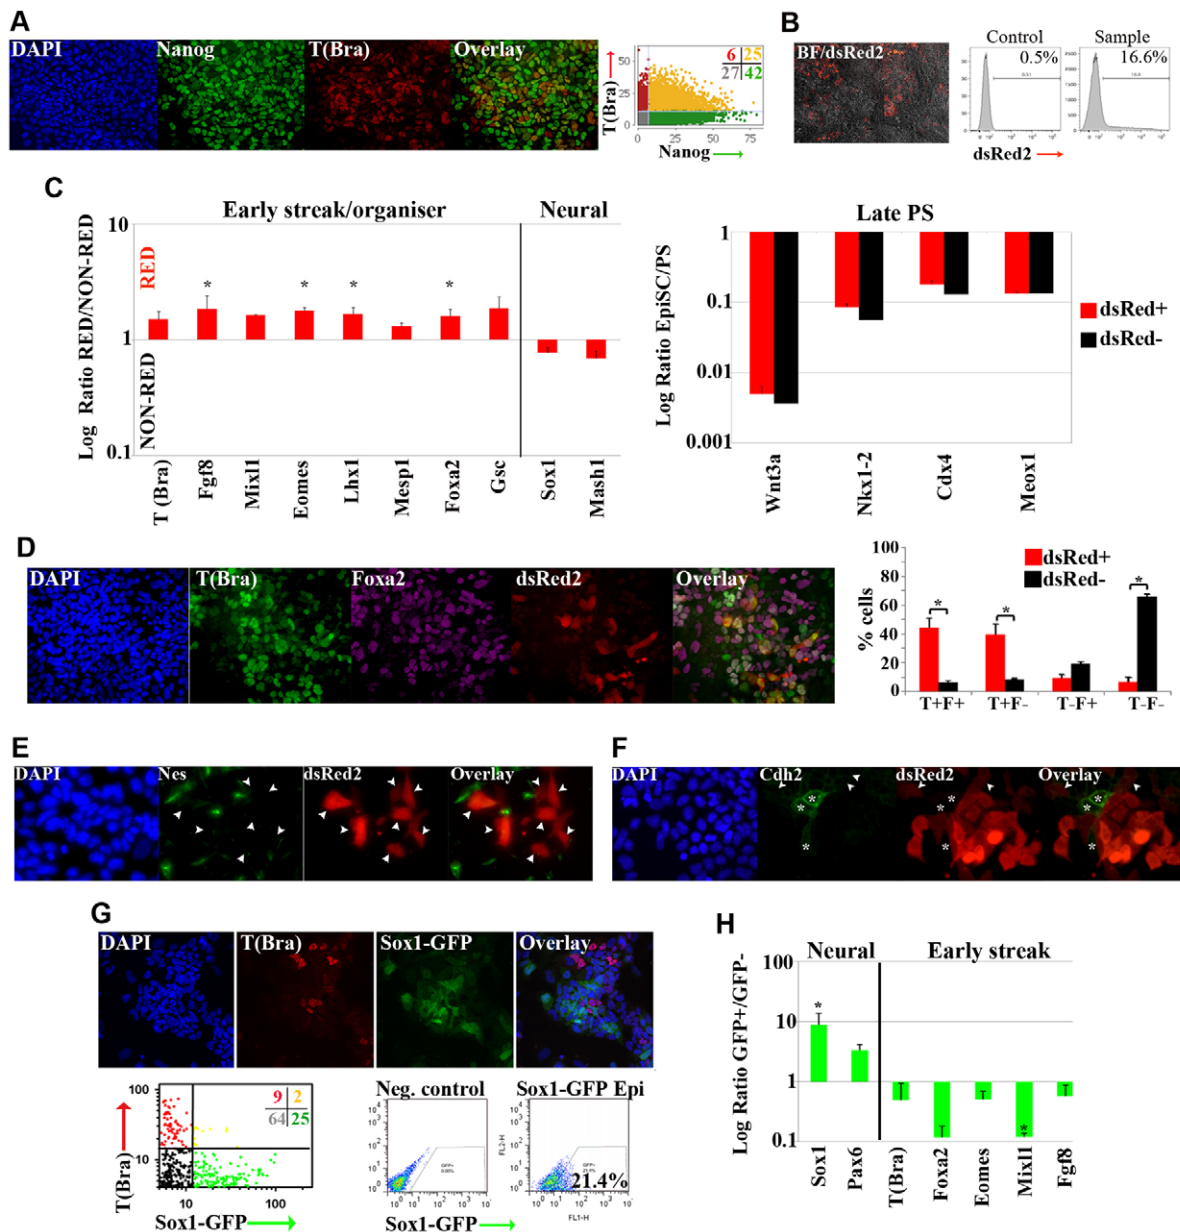 A
DAPI Nanog T(Bra) Overlay
T(Bra)
50
25
0
6 25
27 42
0 25 50 75
Nanog
B
BF/dsRed2
Control Sample
0.5% 16.6%
dsRed2
C
Early streak/organiser Neural
Log Ratio RED/NON-RED
NON-RED RED
10
1
0.1
* * * *
T (Bra) Fgf8 Mixl1 Eomes Lhx1 Mesp1 Foxa2 Gsc Sox1 Mash1
Late PS
Log Ratio EpiSC/PS
1
0.1
0.01
0.001
Wnt3a Nkx1-2 Cdx4 Meox1
dsRed+
dsRed-
D
DAPI T(Bra) Foxa2 dsRed2 Overlay
% cells
100
80
60
40
20
0
dsRed+
dsRed-
* * *
T+F+ T+F- T-F+ T-F-
E
DAPI Nes dsRed2 Overlay
F
DAPI Cdh2 dsRed2 Overlay
G
DAPI T(Bra) Sox1-GFP Overlay
T(Bra)
100
40
10
9 2
64 25
10 100
Sox1-GFP
Neg. control Sox1-GFP Epi
FL2-H
21.4%
FL1-H
Sox1-GFP
H
Neural Early streak
Log Ratio GFP+/GFP-
100
10
1
0.1
* *
Sox1 Pax6 T(Bra) Foxa2 Eomes Mixl1 Fgf8